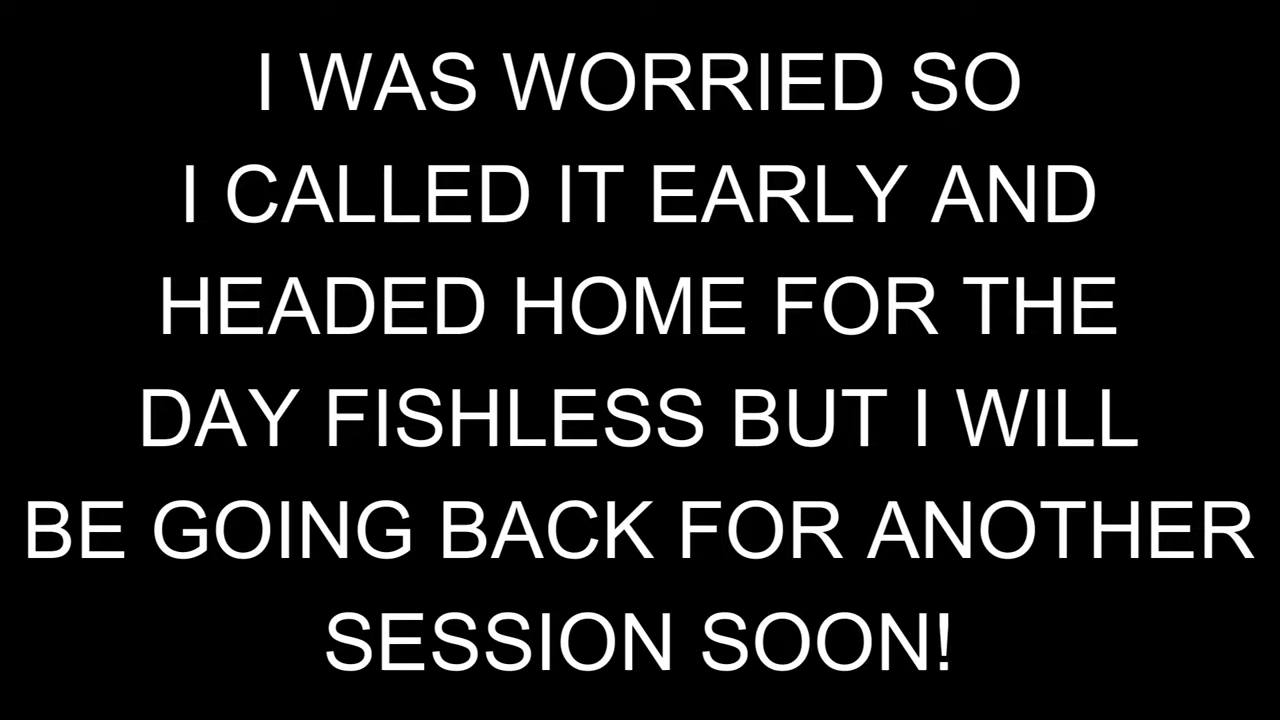 I WAS WORRIED SO
I CALLED IT EARLY AND
HEADED HOME FOR THE
DAY FISHLESS BUT I WILL
BE GOING BACK FOR ANOTHER
SESSION SOON!